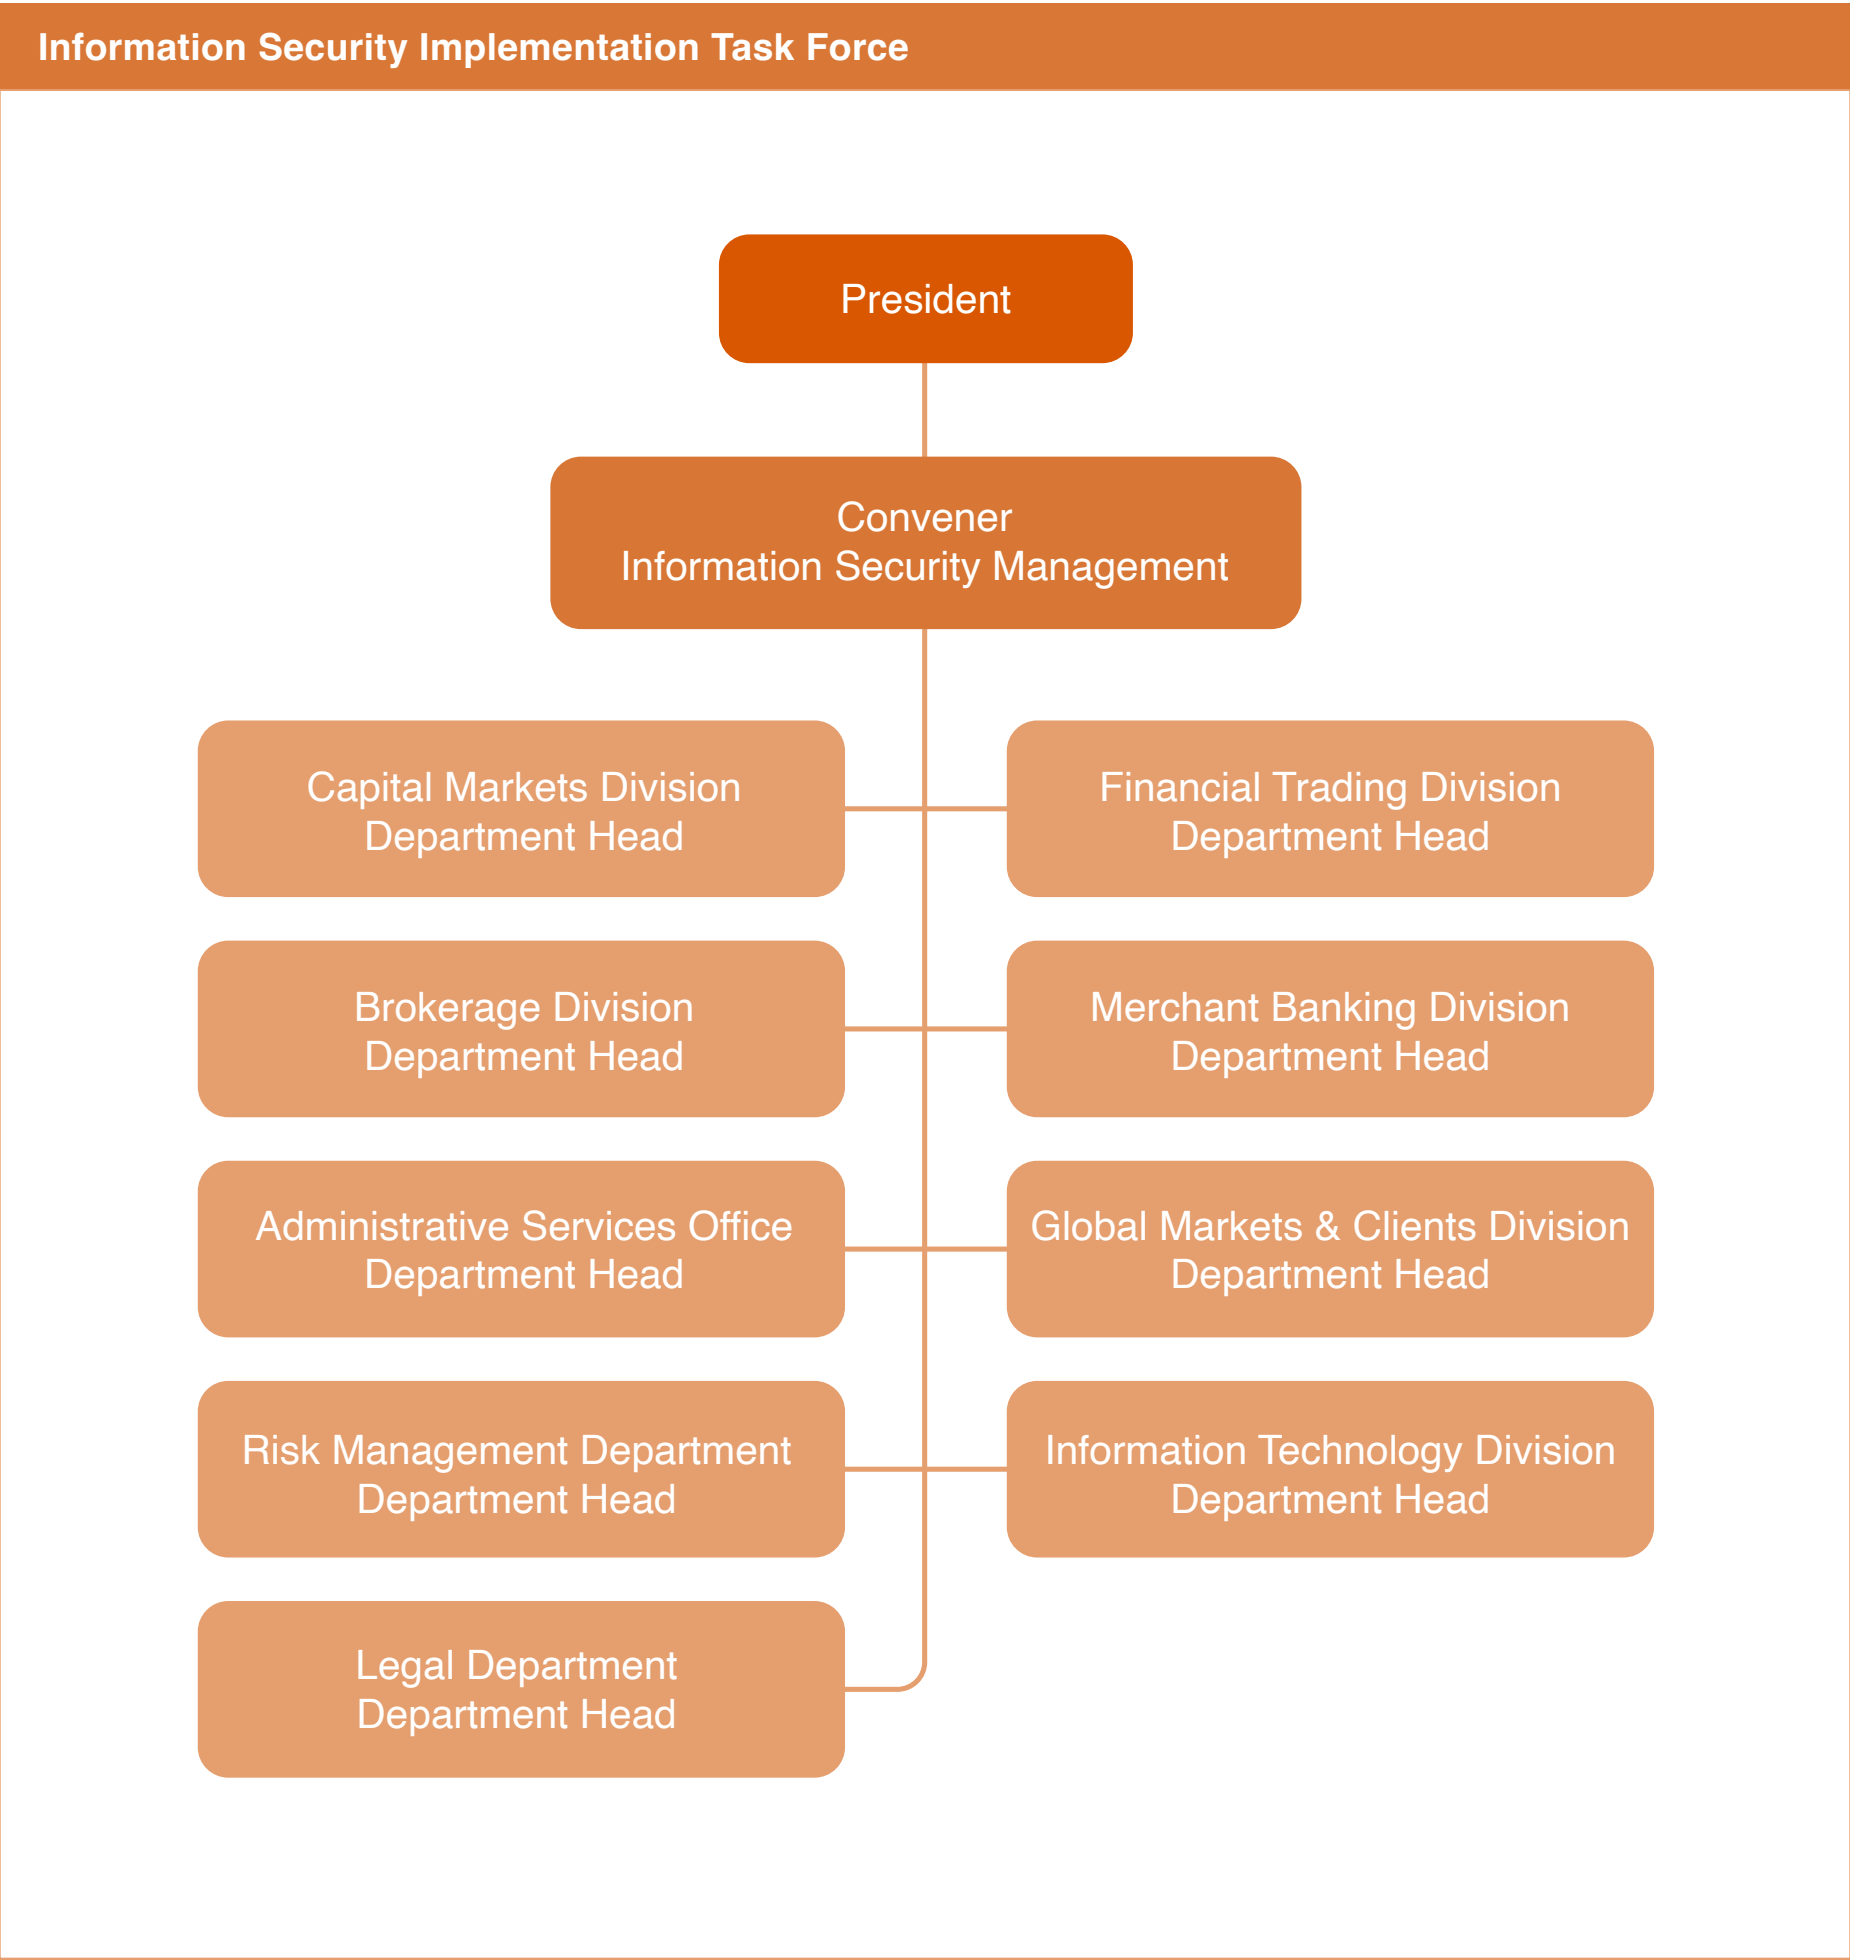 Information Security Implementation Task Force
President
Convener
Information Security Management
Capital Markets Division
Department Head
Financial Trading Division
Department Head
Brokerage Division
Department Head
Merchant Banking Division
Department Head
Administrative Services Office
Department Head
Global Markets & Clients Division
Department Head
Risk Management Department
Department Head
Information Technology Division
Department Head
Legal Department
Department Head